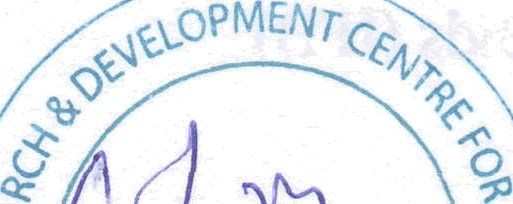 RCH & DEVELOPMENT CENTRE FOR